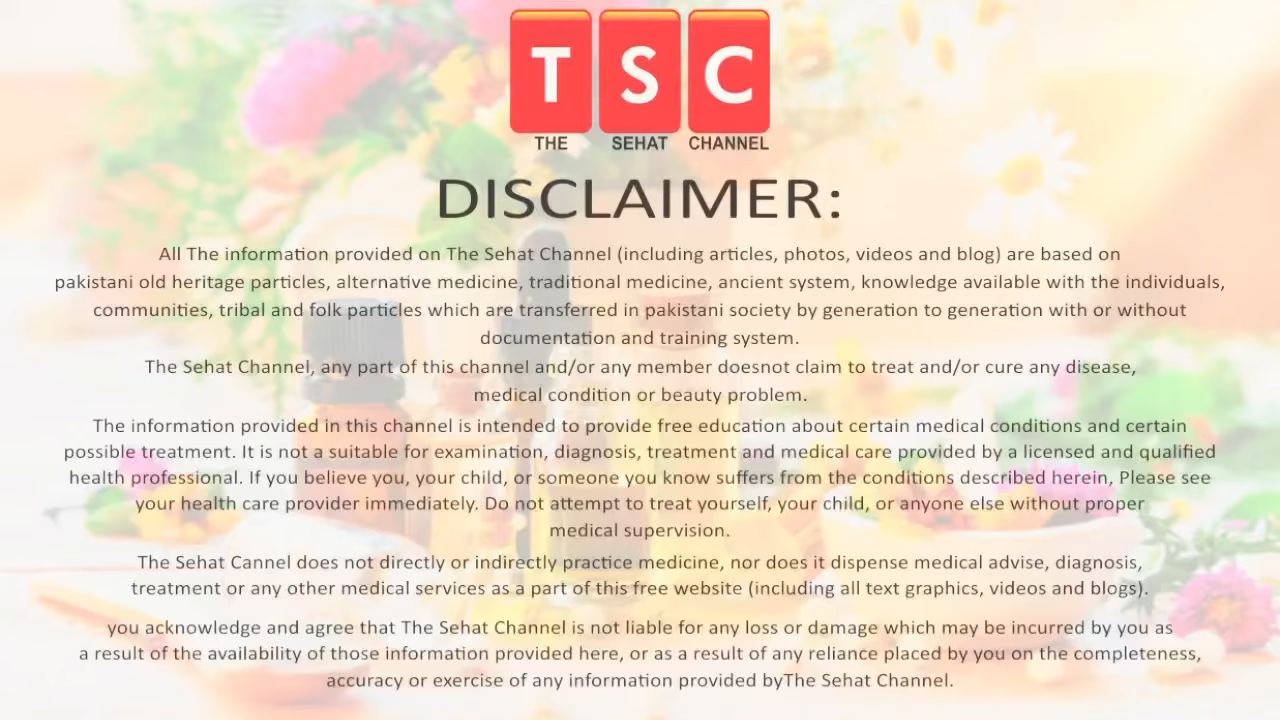 T S C
THE SEHAT CHANNEL
DISCLAIMER:
All The information provided on The Sehat Channel (including articles, photos, videos and blog) are based on
pakistani old heritage particles, alternative medicine, traditional medicine, ancient system, knowledge available with the individuals,
communities, tribal and folk particles which are transferred in pakistani society by generation to generation with or without
documentation and training system.
The Sehat Channel, any part of this channel and/or any member doesnot claim to treat and/or cure any disease,
medical condition or beauty problem.
The information provided in this channel is intended to provide free education about certain medical conditions and certain
possible treatment. It is not a suitable for examination, diagnosis, treatment and medical care provided by a licensed and qualified
health professional. If you believe you, your child, or someone you know suffers from the conditions described herein, Please see
your health care provider immediately. Do not attempt to treat yourself, your child, or anyone else without proper
medical supervision.
The Sehat Cannel does not directly or indirectly practice medicine, nor does it dispense medical advise, diagnosis,
treatment or any other medical services as a part of this free website (including all text graphics, videos and blogs).
you acknowledge and agree that The Sehat Channel is not liable for any loss or damage which may be incurred by you as
a result of the availability of those information provided here, or as a result of any reliance placed by you on the completeness,
accuracy or exercise of any information provided byThe Sehat Channel.